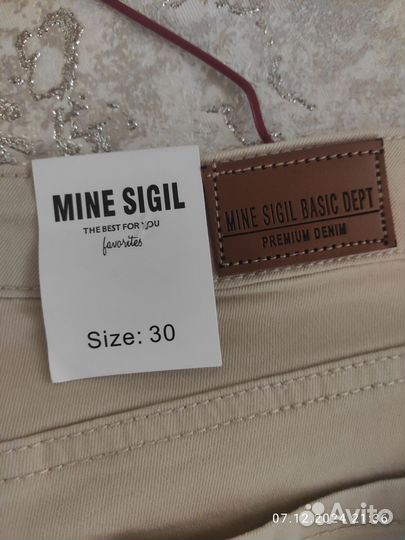 MINE SIGIL
THE BEST FOR YOU
favorites
Size: 30
MINE SIGIL BASIC DEPT
PREMIUM DENIM
07.12.2024 21:36
Avito